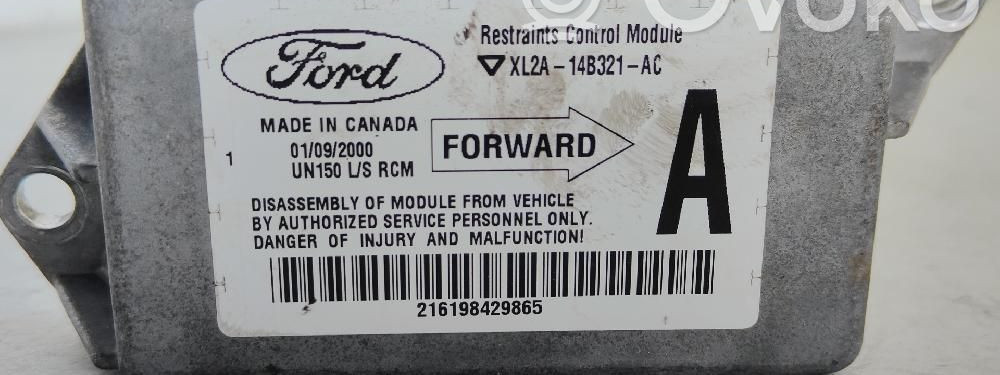 OVOKO
Ford
Restraints Control Module
XL2A-14B321-AC
MADE IN CANADA
01/09/2000
UN150 L/S RCM
1
FORWARD
A
DISASSEMBLY OF MODULE FROM VEHICLE
BY AUTHORIZED SERVICE PERSONNEL ONLY.
DANGER OF INJURY AND MALFUNCTION!
216198429865